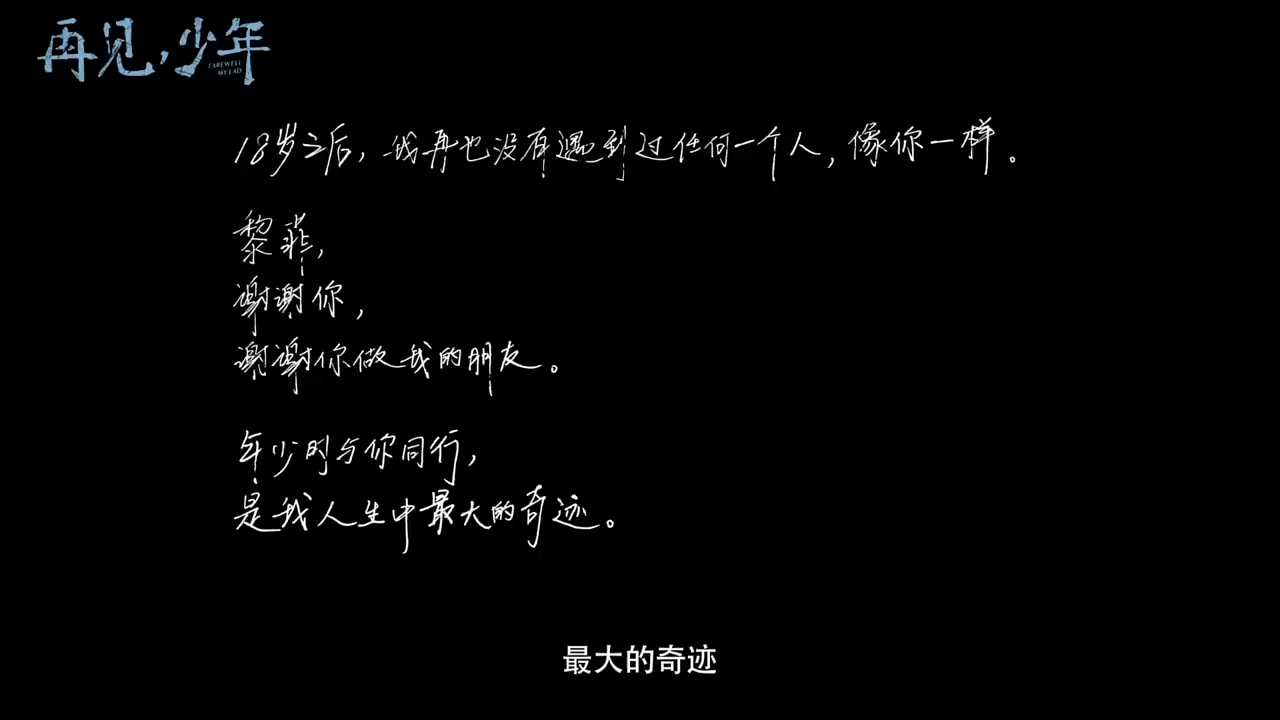 再见，少年
FAREWELL
MY LAD
18岁之后，我再也没有遇到过任何一个人，像你一样。
黎菲，
谢谢你，
谢谢你做我的朋友。
年少时与你同行，
是我人生中最大的奇迹。
最大的奇迹